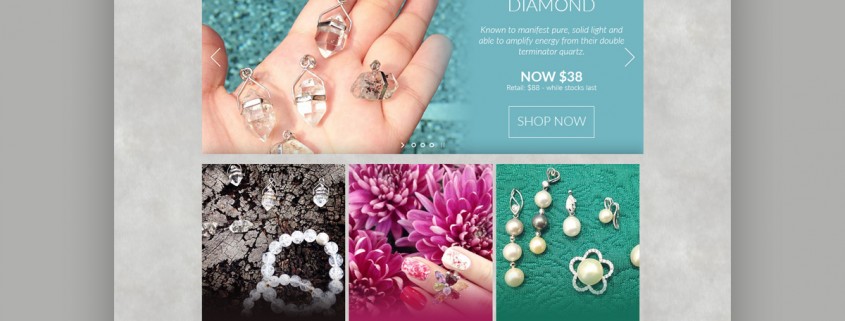 DIAMOND
Known to manifest pure, solid light and
able to amplify energy from their double
terminator quartz.
NOW $38
Retail: $88 - while stocks last
SHOP NOW